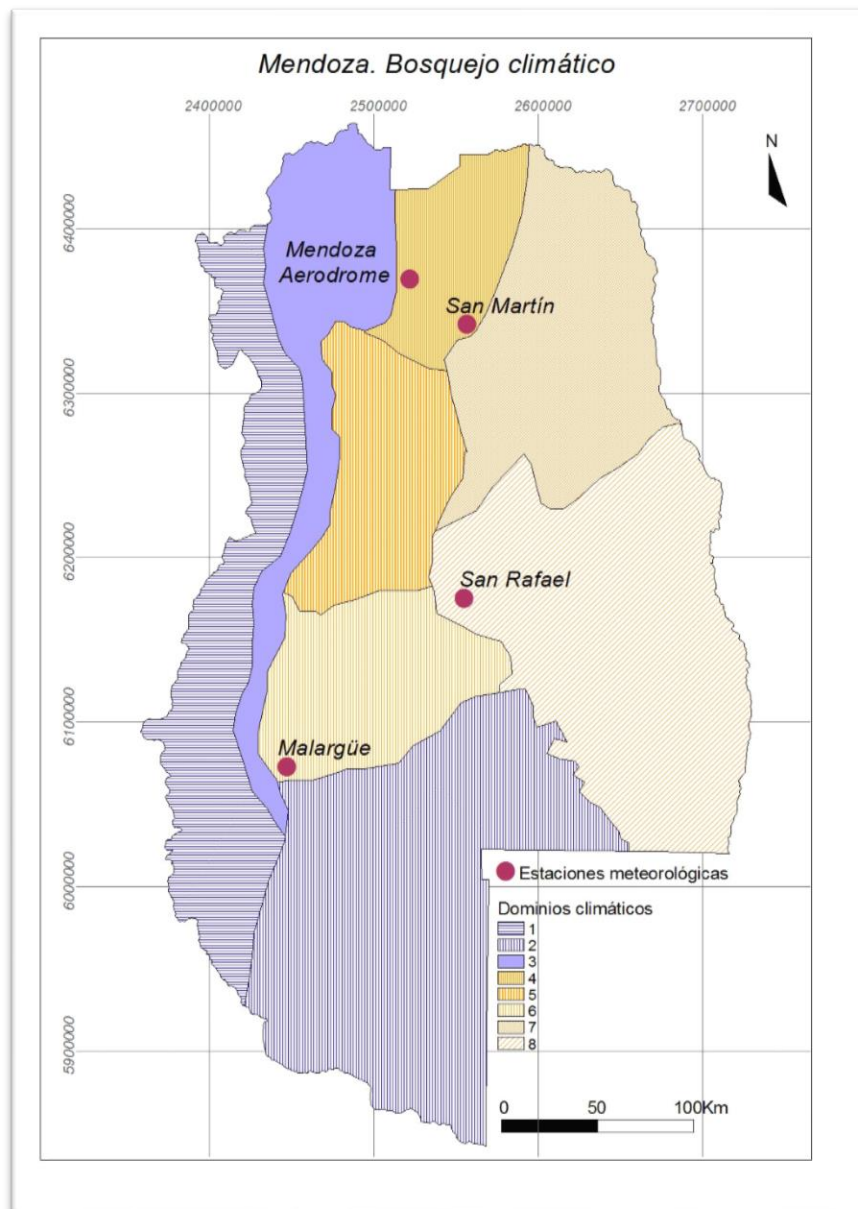 Mendoza. Bosquejo climático
2400000 2500000 2600000 2700000
N
6400000
Mendoza
Aerodrome
San Martín
6300000
6200000
San Rafael
6100000
Malargüe
6000000
Estaciones meteorológicas
Domínios climáticos
1
2
3
4
5
6
7
8
5900000
0 50 100Km